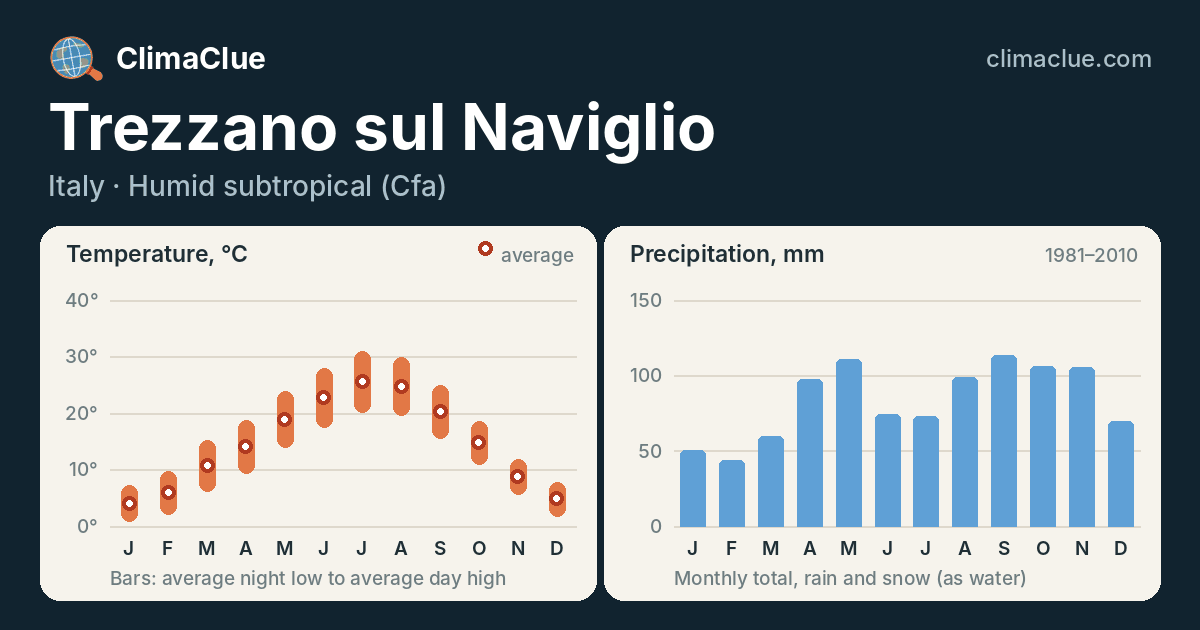 ClimaClue
climaclue.com
Trezzano sul Naviglio
Italy · Humid subtropical (Cfa)
Temperature, °C
average
40°
30°
20°
10°
0°
J F M A M J J A S O N D
Bars: average night low to average day high
Precipitation, mm
1981–2010
150
100
50
0
J F M A M J J A S O N D
Monthly total, rain and snow (as water)